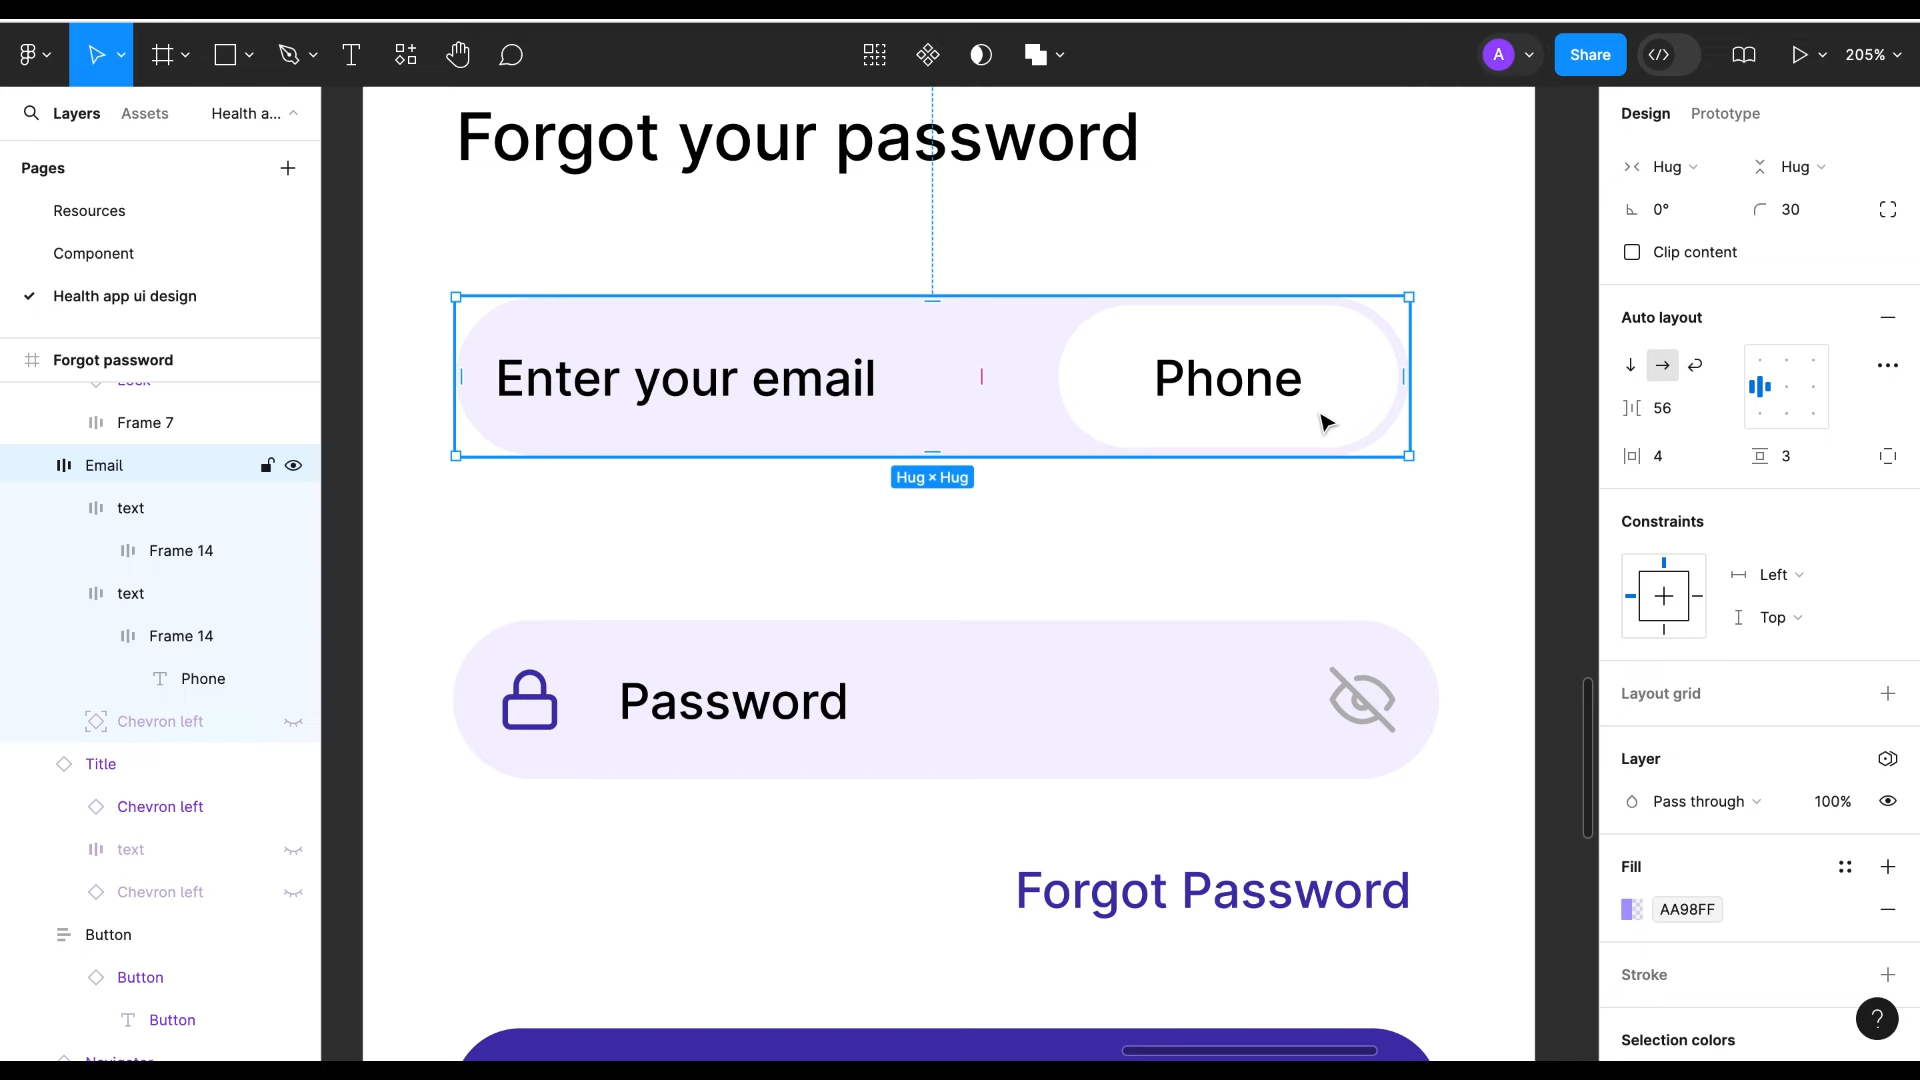 A
Share
205%
Layers
Assets
Health a...
Pages
Resources
Component
Health app ui design
Forgot password
Lock
Frame 7
Email
text
Frame 14
text
Frame 14
Phone
Chevron left
Title
Chevron left
text
Chevron left
Button
Button
Button
Navigator
Forgot your password
Enter your email
Phone
Hug × Hug
Password
Forgot Password
Design
Prototype
Hug
Hug
0°
30
Clip content
Auto layout
56
4
3
Constraints
Left
Top
Layout grid
Layer
Pass through
100%
Fill
AA98FF
Stroke
?
Selection colors